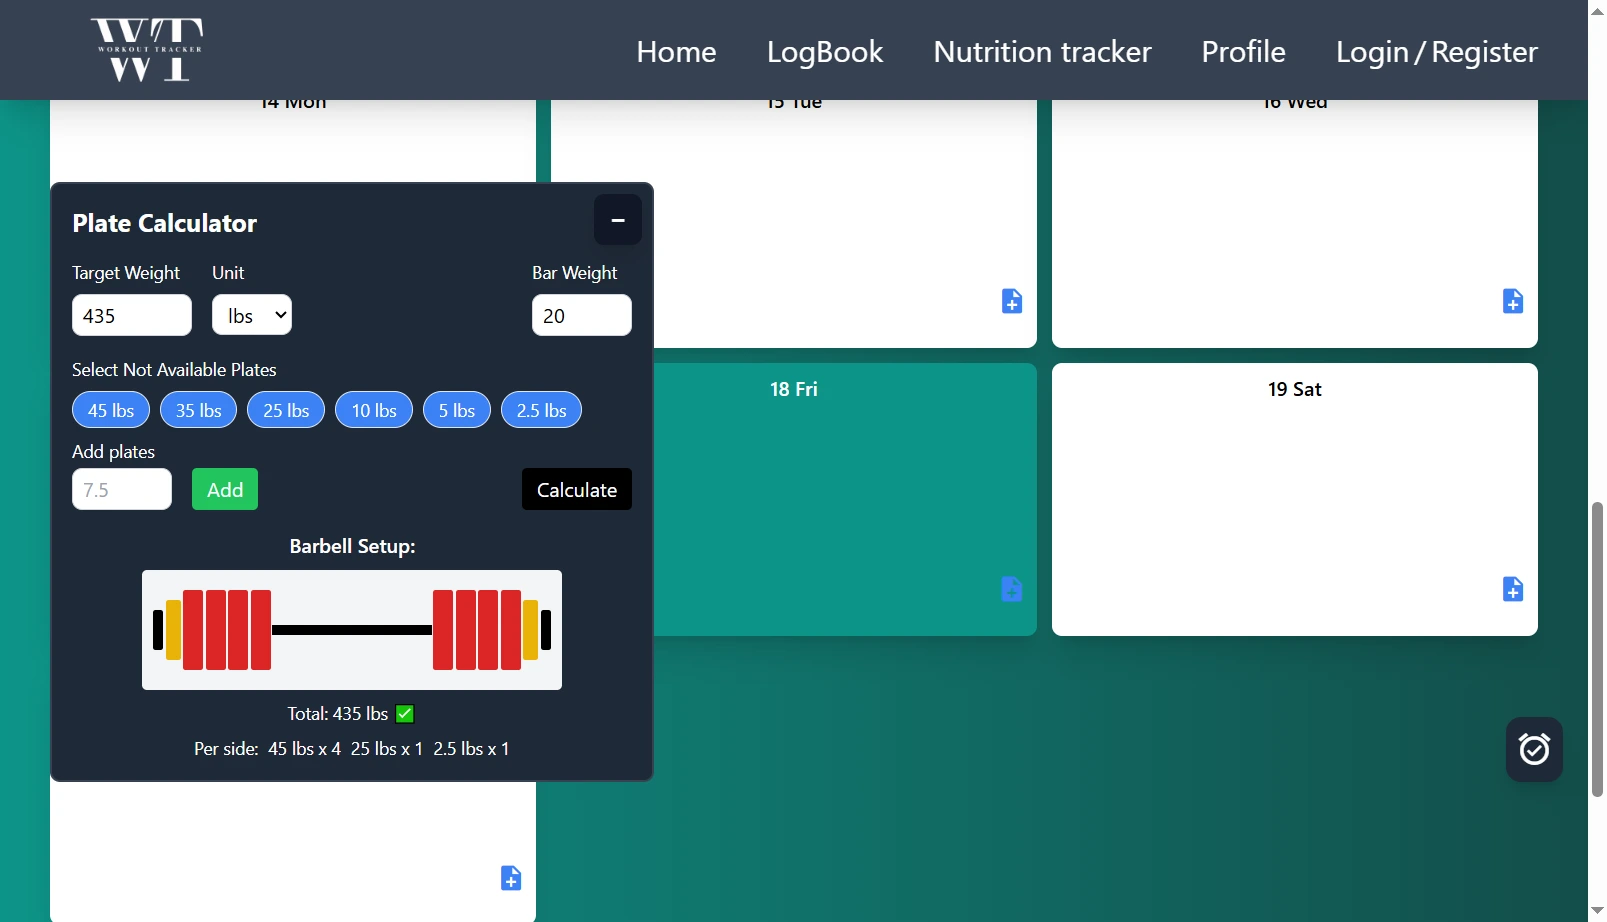 WT
WORKOUT TRACKER
WT
Home LogBook Nutrition tracker Profile Login / Register
14 Mon 15 Tue 16 Wed
Plate Calculator
Target Weight Unit Bar Weight
435 lbs 20
Select Not Available Plates
45 lbs 35 lbs 25 lbs 10 lbs 5 lbs 2.5 lbs
Add plates
7.5 Add Calculate
Barbell Setup:
Total: 435 lbs ✅
Per side: 45 lbs x 4 25 lbs x 1 2.5 lbs x 1
18 Fri 19 Sat